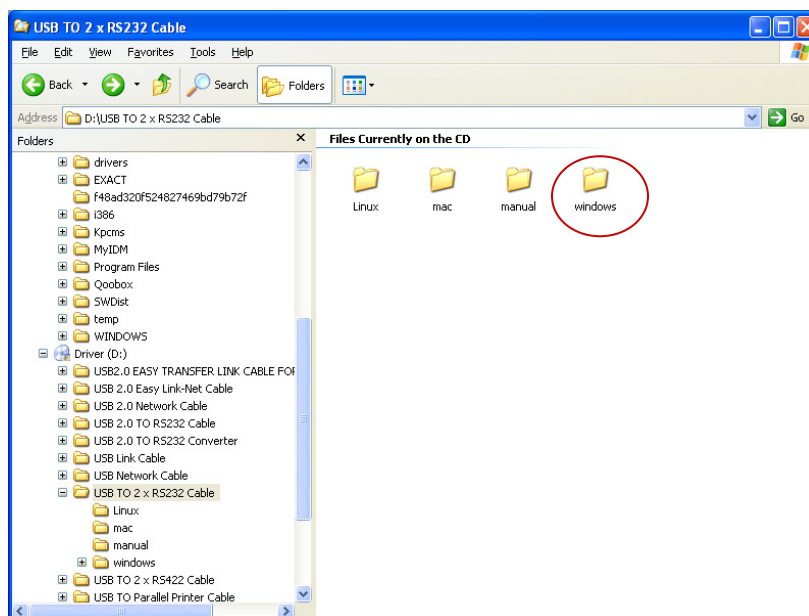 USB TO 2 x RS232 Cable
File Edit View Favorites Tools Help
Back Search Folders
Address D:\USB TO 2 x RS232 Cable Go
Folders
drivers
EXACT
f48ad320f524827469bd79b72f
i386
Kpcms
MyIDM
Program Files
Qoobox
SWDist
temp
WINDOWS
Driver (D:)
USB2.0 EASY TRANSFER LINK CABLE FOR
USB 2.0 Easy Link-Net Cable
USB 2.0 Network Cable
USB 2.0 TO RS232 Cable
USB 2.0 TO RS232 Converter
USB Link Cable
USB Network Cable
USB TO 2 x RS232 Cable
Linux
mac
manual
windows
USB TO 2 x RS422 Cable
USB TO Parallel Printer Cable
Files Currently on the CD
Linux mac manual windows